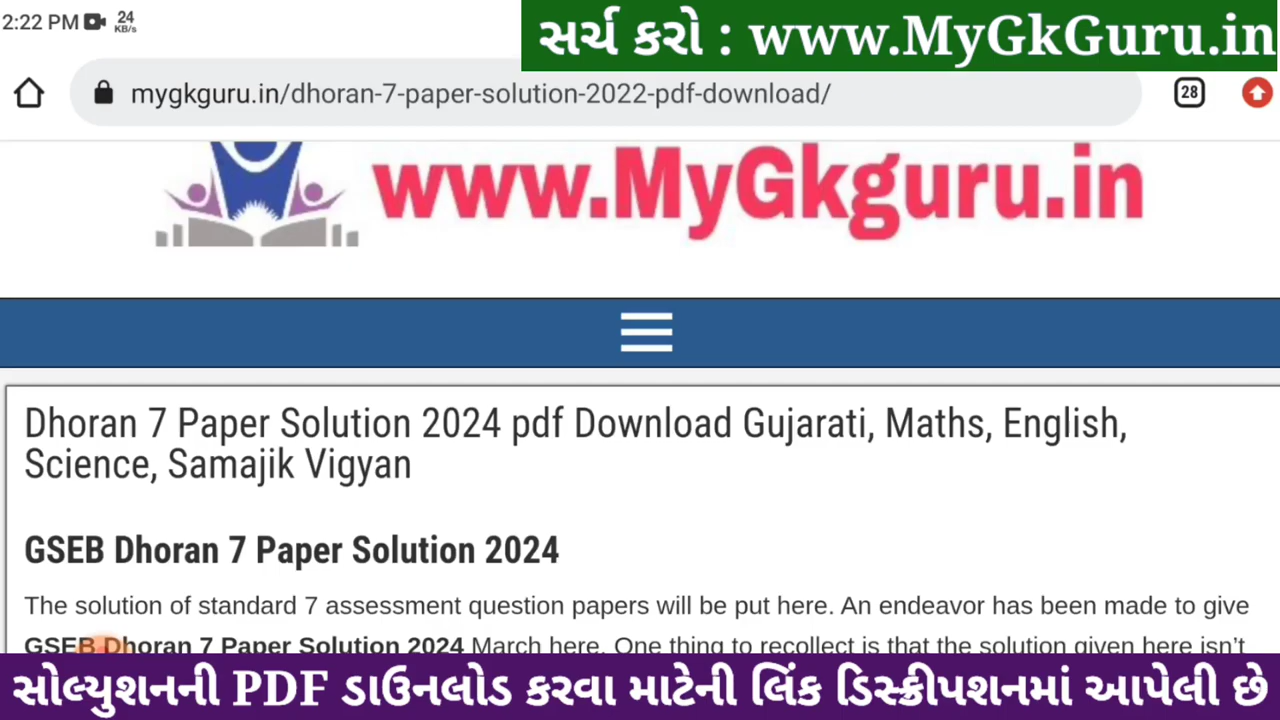 2:22 PM 24 KB/s
સર્ચ કરો : www.MyGkGuru.in
mygkguru.in/dhoran-7-paper-solution-2022-pdf-download/
28
www.MyGkguru.in
Dhoran 7 Paper Solution 2024 pdf Download Gujarati, Maths, English,
Science, Samajik Vigyan
GSEB Dhoran 7 Paper Solution 2024
The solution of standard 7 assessment question papers will be put here. An endeavor has been made to give
GSEB Dhoran 7 Paper Solution 2024 March here. One thing to recollect is that the solution given here isn't
સોલ્યુશનની PDF ડાઉનલોડ કરવા માટેની લિંક ડિસ્ક્રીપશનમાં આપેલી છે